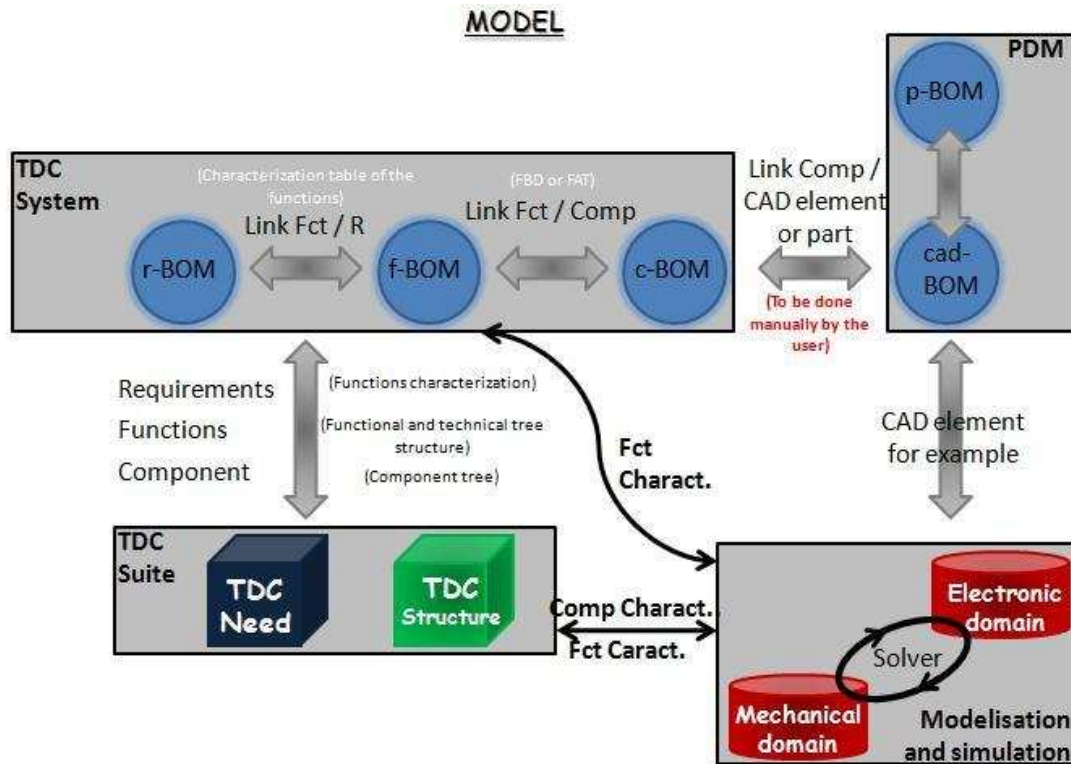 MODEL
PDM
p-BOM
TDC
System
(Characterization table of the
functions)
Link Fct / R
(FBD or FAT)
Link Fct / Comp
Link Comp /
CAD element
or part
r-BOM
f-BOM
c-BOM
cad-
BOM
(To be done
manually by the
user)
Requirements
Functions
Component
(Functions characterization)
(Functional and technical tree
structure)
(Component tree)
Fct
Charact.
CAD element
for example
TDC
Suite
TDC
Need
TDC
Structure
Comp Charact.
Fct Caract.
Electronic
domain
Solver
Mechanical
domain
Modelisation
and simulation